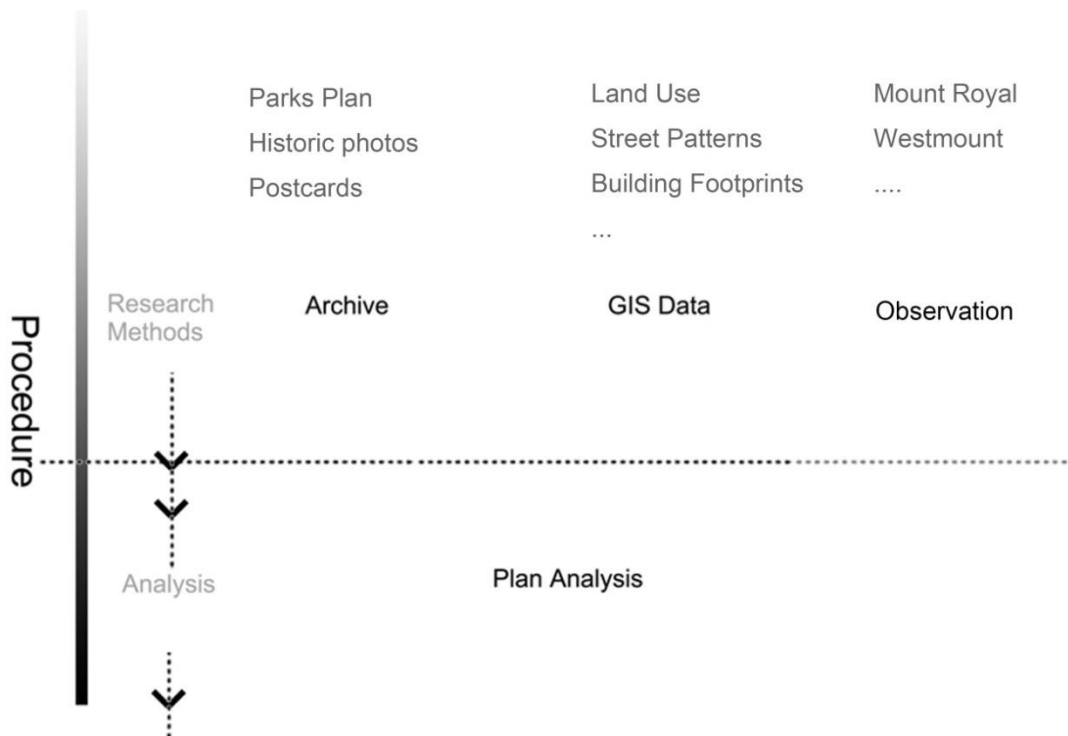 Parks Plan
Historic photos
Postcards
Land Use
Street Patterns
Building Footprints
...
Mount Royal
Westmount
....
Procedure
Research
Methods
Archive
GIS Data
Observation
Analysis
Plan Analysis